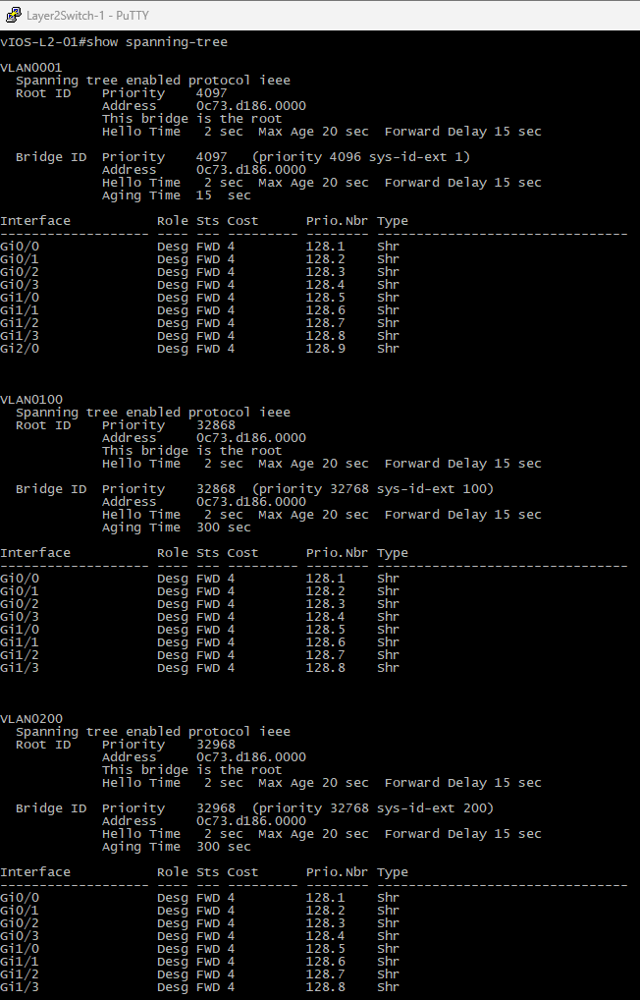 Layer2Switch-1 - PuTTY
vIOS-L2-01#show spanning-tree
VLAN0001
  Spanning tree enabled protocol ieee
  Root ID    Priority    4097
             Address     0c73.d186.0000
             This bridge is the root
             Hello Time   2 sec  Max Age 20 sec  Forward Delay 15 sec
  Bridge ID  Priority    4097   (priority 4096 sys-id-ext 1)
             Address     0c73.d186.0000
             Hello Time   2 sec  Max Age 20 sec  Forward Delay 15 sec
             Aging Time  15  sec
Interface           Role Sts Cost      Prio.Nbr Type
------------------- ---- --- --------- -------- --------------------------------
Gi0/0               Desg FWD 4         128.1    Shr
Gi0/1               Desg FWD 4         128.2    Shr
Gi0/2               Desg FWD 4         128.3    Shr
Gi0/3               Desg FWD 4         128.4    Shr
Gi1/0               Desg FWD 4         128.5    Shr
Gi1/1               Desg FWD 4         128.6    Shr
Gi1/2               Desg FWD 4         128.7    Shr
Gi1/3               Desg FWD 4         128.8    Shr
Gi2/0               Desg FWD 4         128.9    Shr
VLAN0100
  Spanning tree enabled protocol ieee
  Root ID    Priority    32868
             Address     0c73.d186.0000
             This bridge is the root
             Hello Time   2 sec  Max Age 20 sec  Forward Delay 15 sec
  Bridge ID  Priority    32868  (priority 32768 sys-id-ext 100)
             Address     0c73.d186.0000
             Hello Time   2 sec  Max Age 20 sec  Forward Delay 15 sec
             Aging Time  300 sec
Interface           Role Sts Cost      Prio.Nbr Type
------------------- ---- --- --------- -------- --------------------------------
Gi0/0               Desg FWD 4         128.1    Shr
Gi0/1               Desg FWD 4         128.2    Shr
Gi0/2               Desg FWD 4         128.3    Shr
Gi0/3               Desg FWD 4         128.4    Shr
Gi1/0               Desg FWD 4         128.5    Shr
Gi1/1               Desg FWD 4         128.6    Shr
Gi1/2               Desg FWD 4         128.7    Shr
Gi1/3               Desg FWD 4         128.8    Shr
VLAN0200
  Spanning tree enabled protocol ieee
  Root ID    Priority    32968
             Address     0c73.d186.0000
             This bridge is the root
             Hello Time   2 sec  Max Age 20 sec  Forward Delay 15 sec
  Bridge ID  Priority    32968  (priority 32768 sys-id-ext 200)
             Address     0c73.d186.0000
             Hello Time   2 sec  Max Age 20 sec  Forward Delay 15 sec
             Aging Time  300 sec
Interface           Role Sts Cost      Prio.Nbr Type
------------------- ---- --- --------- -------- --------------------------------
Gi0/0               Desg FWD 4         128.1    Shr
Gi0/1               Desg FWD 4         128.2    Shr
Gi0/2               Desg FWD 4         128.3    Shr
Gi0/3               Desg FWD 4         128.4    Shr
Gi1/0               Desg FWD 4         128.5    Shr
Gi1/1               Desg FWD 4         128.6    Shr
Gi1/2               Desg FWD 4         128.7    Shr
Gi1/3               Desg FWD 4         128.8    Shr